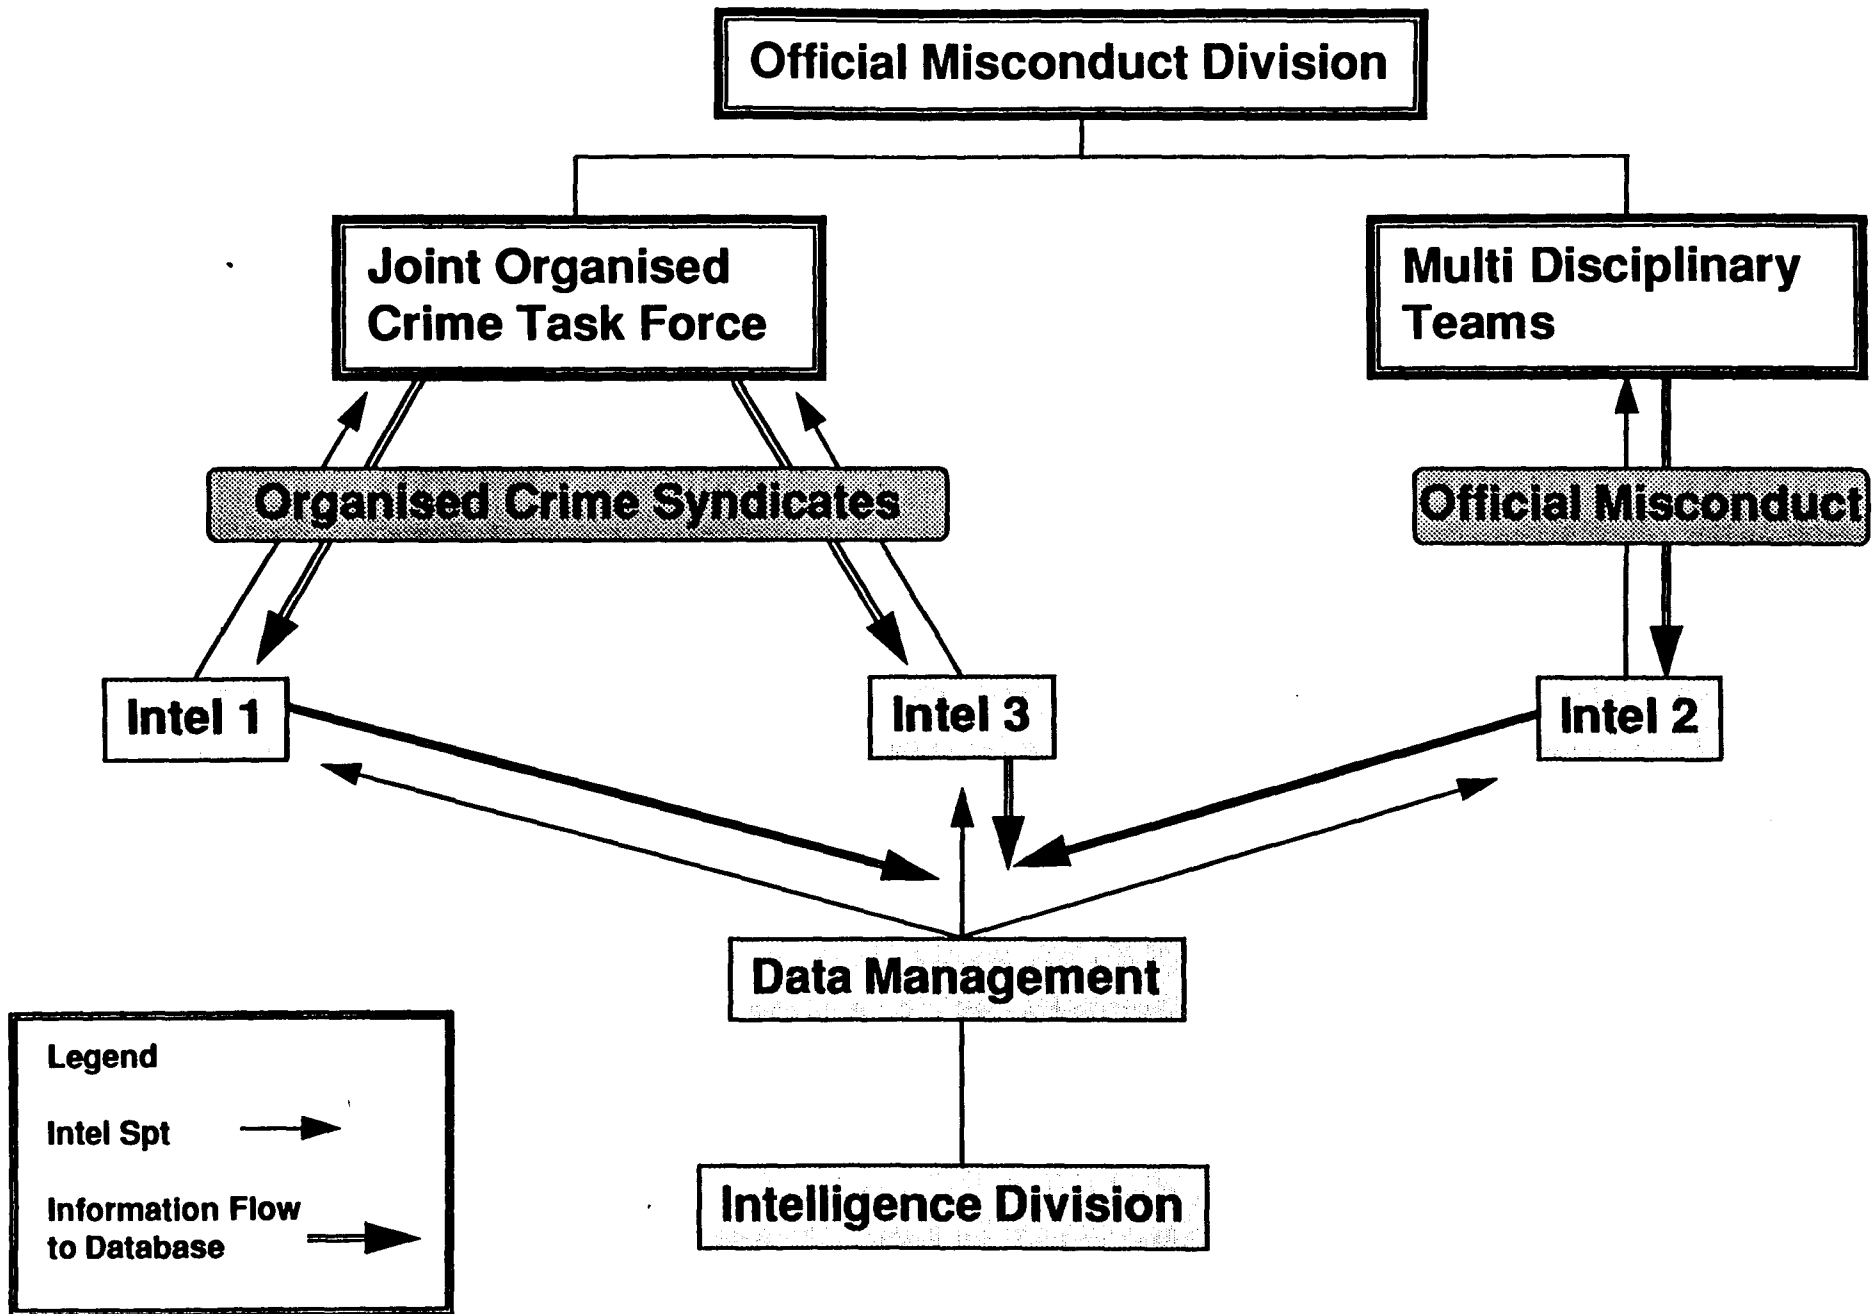 Official Misconduct Division
Joint Organised
Crime Task Force
Multi Disciplinary
Teams
Organised Crime Syndicates
Official Misconduct
Intel 1
Intel 3
Intel 2
Data Management
Legend
Intel Spt
Information Flow
to Database
Intelligence Division